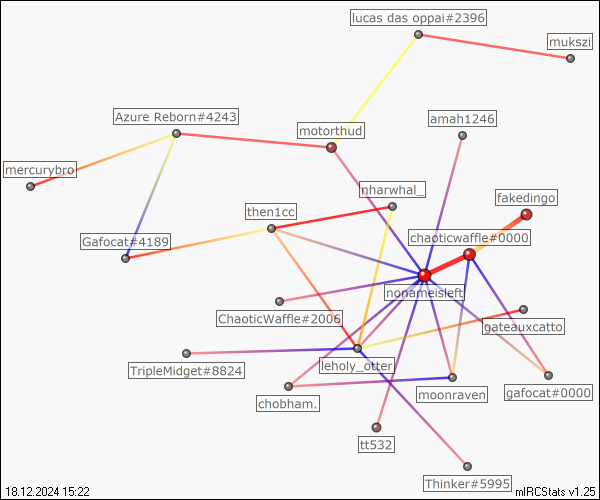 lucas das oppai#2396
mukszi
Azure Reborn#4243
motorthud
amah1246
mercurybro
nharwhal_
fakedingo
then1cc
Gafocat#4189
chaoticwaffle#0000
nonameisleft
ChaoticWaffle#2006
gateauxcatto
TripleMidget#8824
leholy_otter
moonraven
gafocat#0000
chobham.
tt532
Thinker#5995
18.12.2024 15:22
mIRCStats v1.25